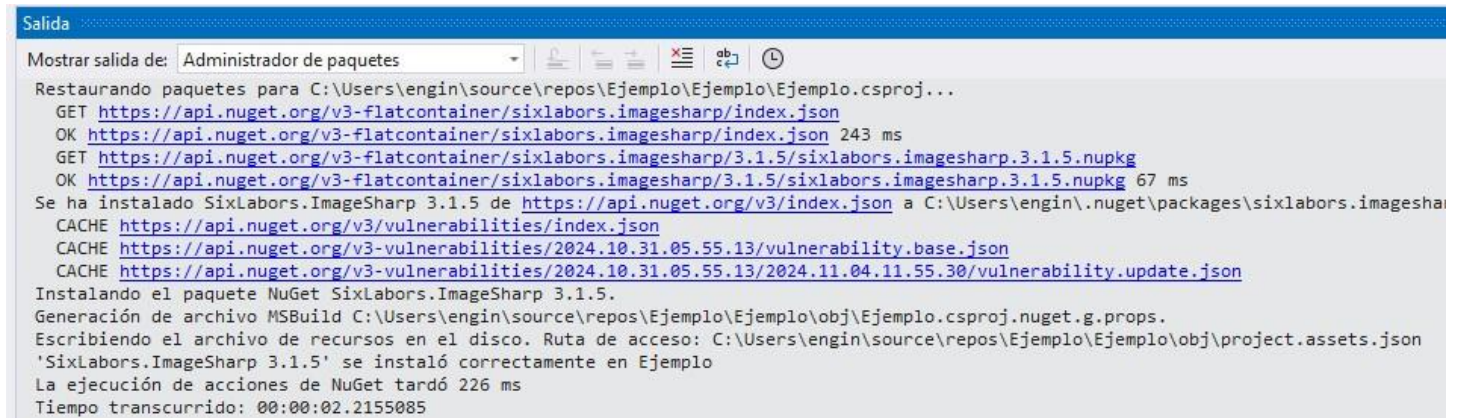 Salida
Mostrar salida de: Administrador de paquetes
Restaurando paquetes para C:\Users\engin\source\repos\Ejemplo\Ejemplo\Ejemplo.csproj...
GET https://api.nuget.org/v3-flatcontainer/sixlabors.imagesharp/index.json
OK https://api.nuget.org/v3-flatcontainer/sixlabors.imagesharp/index.json 243 ms
GET https://api.nuget.org/v3-flatcontainer/sixlabors.imagesharp/3.1.5/sixlabors.imagesharp.3.1.5.nupkg
OK https://api.nuget.org/v3-flatcontainer/sixlabors.imagesharp/3.1.5/sixlabors.imagesharp.3.1.5.nupkg 67 ms
Se ha instalado SixLabors.ImageSharp 3.1.5 de https://api.nuget.org/v3/index.json a C:\Users\engin\.nuget\packages\sixlabors.imageshar
CACHE https://api.nuget.org/v3/vulnerabilities/index.json
CACHE https://api.nuget.org/v3-vulnerabilities/2024.10.31.05.55.13/vulnerability.base.json
CACHE https://api.nuget.org/v3-vulnerabilities/2024.10.31.05.55.13/2024.11.04.11.55.30/vulnerability.update.json
Instalando el paquete NuGet SixLabors.ImageSharp 3.1.5.
Generación de archivo MSBuild C:\Users\engin\source\repos\Ejemplo\Ejemplo\obj\Ejemplo.csproj.nuget.g.props.
Escribiendo el archivo de recursos en el disco. Ruta de acceso: C:\Users\engin\source\repos\Ejemplo\Ejemplo\obj\project.assets.json
'SixLabors.ImageSharp 3.1.5' se instaló correctamente en Ejemplo
La ejecución de acciones de NuGet tardó 226 ms
Tiempo transcurrido: 00:00:02.2155085